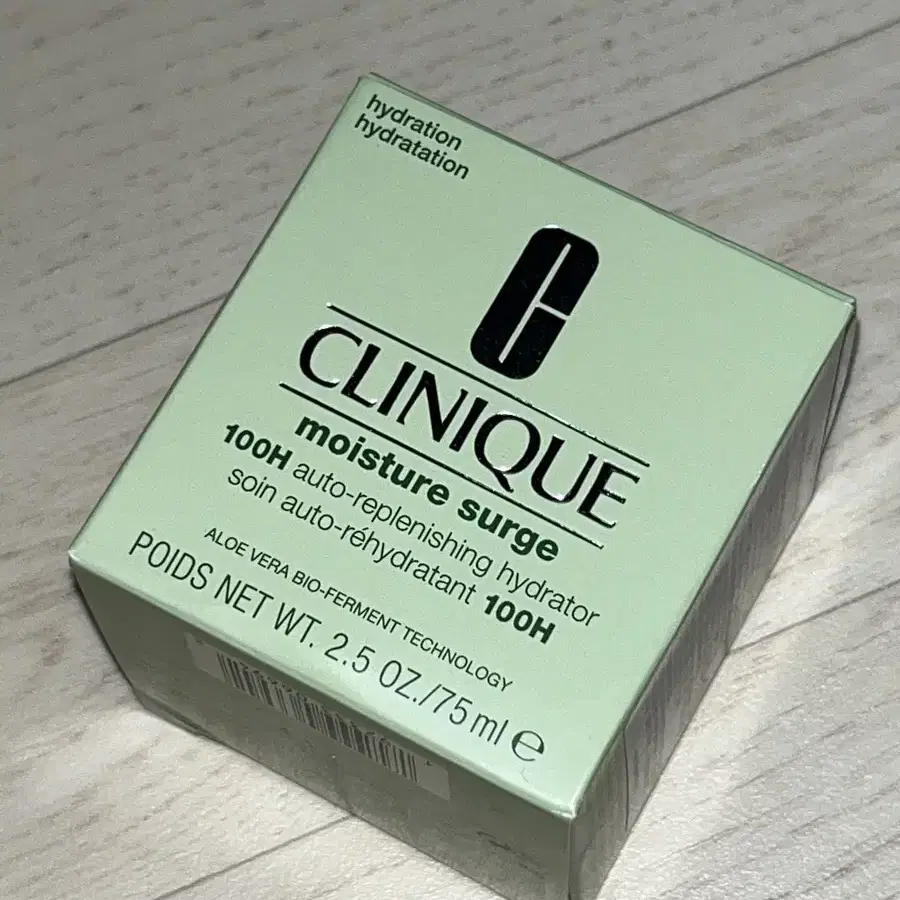 hydration
hydratation
CLINIQUE
moisture surge
100H auto-replenishing hydrator
soin auto-réhydratant 100H
ALOE VERA BIO-FERMENT TECHNOLOGY
POIDS NET WT. 2.5 OZ./75 ml ℮